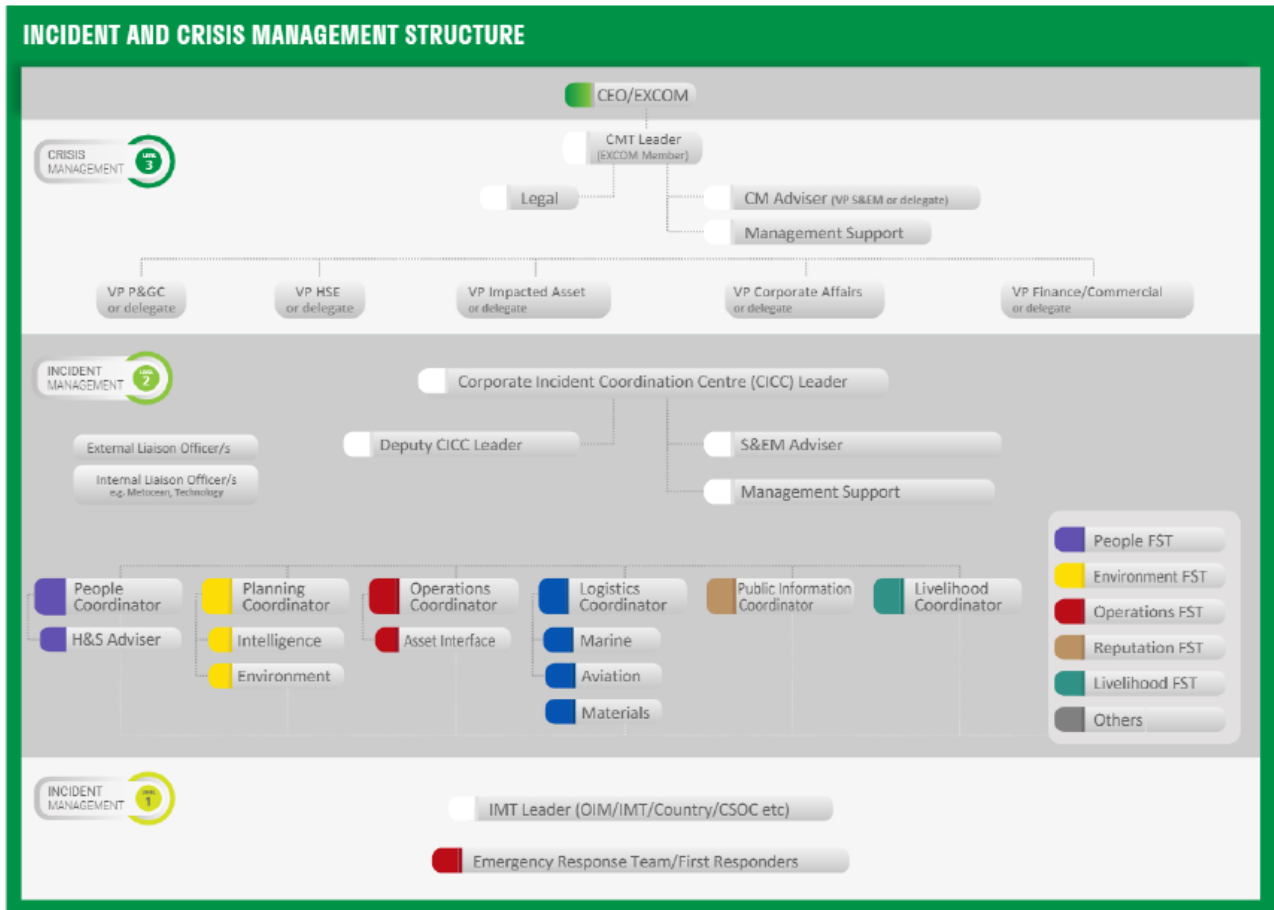 INCIDENT AND CRISIS MANAGEMENT STRUCTURE
CEO/EXCOM
CRISIS
MANAGEMENT
LEVEL
3
CMT Leader
(EXCOM Member)
Legal
CM Adviser (VP S&EM or delegate)
Management Support
VP P&GC
or delegate
VP HSE
or delegate
VP Impacted Asset
or delegate
VP Corporate Affairs
or delegate
VP Finance/Commercial
or delegate
INCIDENT
MANAGEMENT
LEVEL
2
Corporate Incident Coordination Centre (CICC) Leader
External Liaison Officer/s
Internal Liaison Officer/s
e.g. Metocean, Technology
Deputy CICC Leader
S&EM Adviser
Management Support
People
Coordinator
H&S Adviser
Planning
Coordinator
Intelligence
Environment
Operations
Coordinator
Asset Interface
Logistics
Coordinator
Marine
Aviation
Materials
Public Information
Coordinator
Livelihood
Coordinator
People FST
Environment FST
Operations FST
Reputation FST
Livelihood FST
Others
INCIDENT
MANAGEMENT
LEVEL
1
IMT Leader (OIM/IMT/Country/CSOC etc)
Emergency Response Team/First Responders